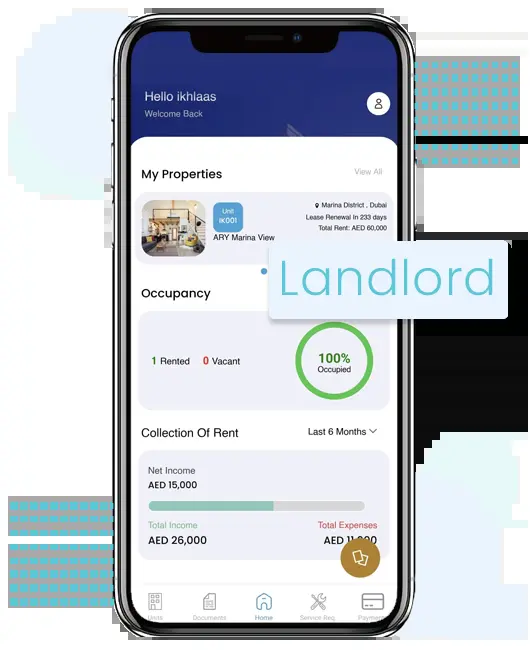 Hello ikhlaas
Welcome Back
My Properties
View All
Unit
IK001
ARY Marina View
Marina District , Dubai
Lease Renewal In 233 days
Total Rent: AED 60,000
Landlord
Occupancy
1 Rented 0 Vacant
100%
Occupied
Collection Of Rent
Last 6 Months
Net Income
AED 15,000
Total Income
Total Expenses
AED 26,000
AED
Units
Documents
Home
Service Req
Payment